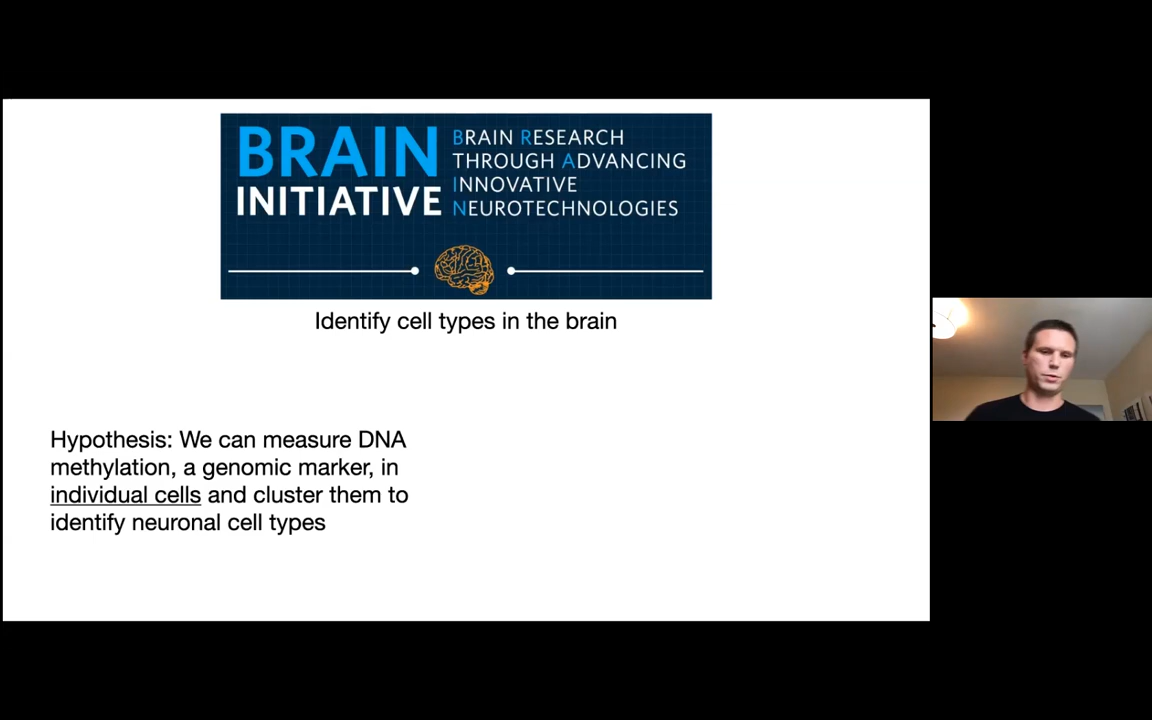 BRAIN
INITIATIVE
BRAIN RESEARCH
THROUGH ADVANCING
INNOVATIVE
NEUROTECHNOLOGIES
Identify cell types in the brain
Hypothesis: We can measure DNA
methylation, a genomic marker, in
individual cells and cluster them to
identify neuronal cell types